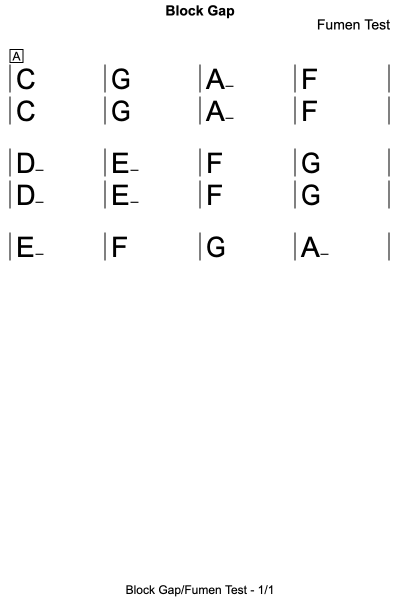 Block Gap
Fumen Test
A
| C | G | A– | F |
| C | G | A– | F |
| D– | E– | F | G |
| D– | E– | F | G |
| E– | F | G | A– |
Block Gap/Fumen Test - 1/1